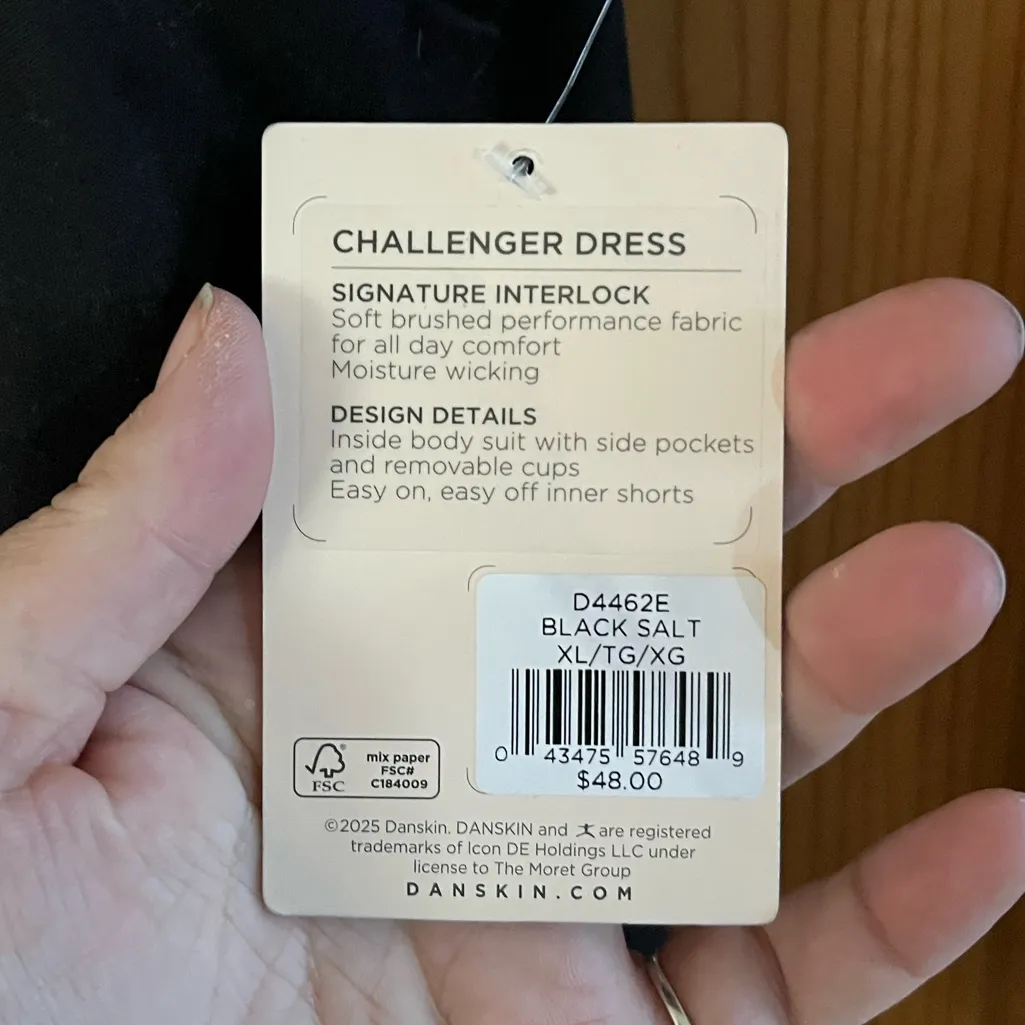 CHALLENGER DRESS
SIGNATURE INTERLOCK
Soft brushed performance fabric
for all day comfort
Moisture wicking
DESIGN DETAILS
Inside body suit with side pockets
and removable cups
Easy on, easy off inner shorts
D4462E
BLACK SALT
XL/TG/XG
0 43475 57648 9
$48.00
FSC®
mix paper
FSC#
C184009
©2025 Danskin. DANSKIN and are registered
trademarks of Icon DE Holdings LLC under
license to The Moret Group
DANSKIN.COM